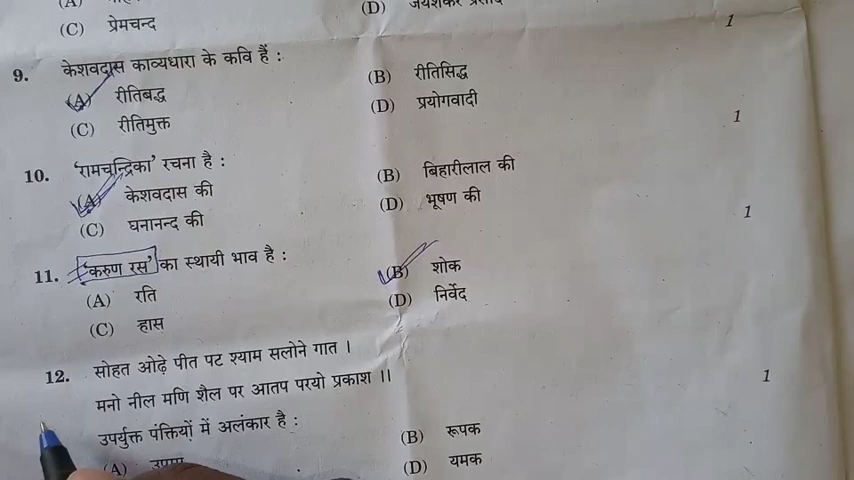 (A)
(D) जयशंकर प्रसाद
(C) प्रेमचन्द
1
9. केशवदास काव्यधारा के कवि हैं :
(A) रीतिबद्ध (B) रीतिसिद्ध
(C) रीतिमुक्त (D) प्रयोगवादी
1
10. 'रामचन्द्रिका' रचना है :
(A) केशवदास की (B) बिहारीलाल की
(C) घनानन्द की (D) भूषण की
1
11. 'करुण रस' का स्थायी भाव है :
(A) रति (B) शोक
(C) हास (D) निर्वेद
12. सोहत ओढ़े पीत पट श्याम सलोने गात ।
मनो नील मणि शैल पर आतप परयो प्रकाश ।।
1
उपर्युक्त पंक्तियों में अलंकार है :
(A) उपमा (B) रूपक
(D) यमक